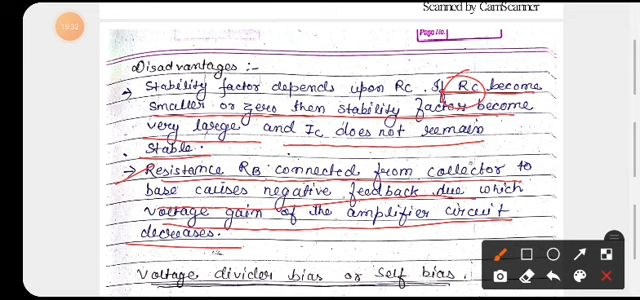 Scanned by CamScanner
10:52
Page No.
Disadvantages :-
→ Stability factor depends upon Rc. If Rc become
smaller or zero then stability factor become
very large and Ic does not remain
stable.
→ Resistance RB connected from collector to
base causes negative feedback due which
voltage gain of the amplifier circuit
decreases.
Voltage divider bias or self bias.